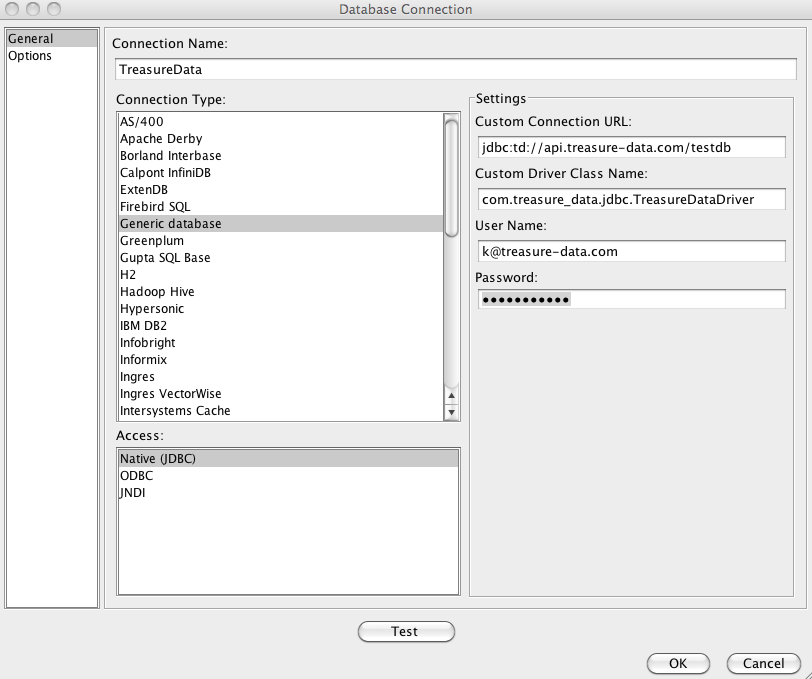 Database Connection
General
Options
Connection Name:
TreasureData
Connection Type:
AS/400
Apache Derby
Borland Interbase
Calpont InfiniDB
ExtenDB
Firebird SQL
Generic database
Greenplum
Gupta SQL Base
H2
Hadoop Hive
Hypersonic
IBM DB2
Infobright
Informix
Ingres
Ingres VectorWise
Intersystems Cache
Access:
Native (JDBC)
ODBC
JNDI
Settings
Custom Connection URL:
jdbc:td://api.treasure-data.com/testdb
Custom Driver Class Name:
com.treasure_data.jdbc.TreasureDataDriver
User Name:
k@treasure-data.com
Password:
●●●●●●●●●●●
Test
OK
Cancel